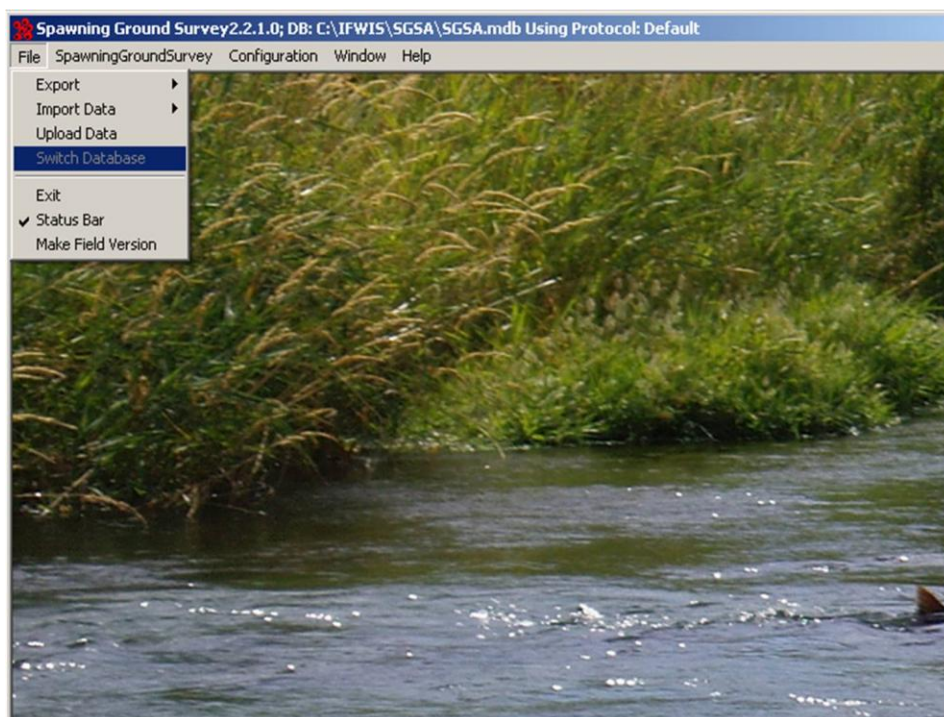 Spawning Ground Survey2.2.1.0; DB: C:\IFWIS\SGSA\SGSA.mdb Using Protocol: Default
File SpawningGroundSurvey Configuration Window Help
Export
Import Data
Upload Data
Switch Database
Exit
Status Bar
Make Field Version